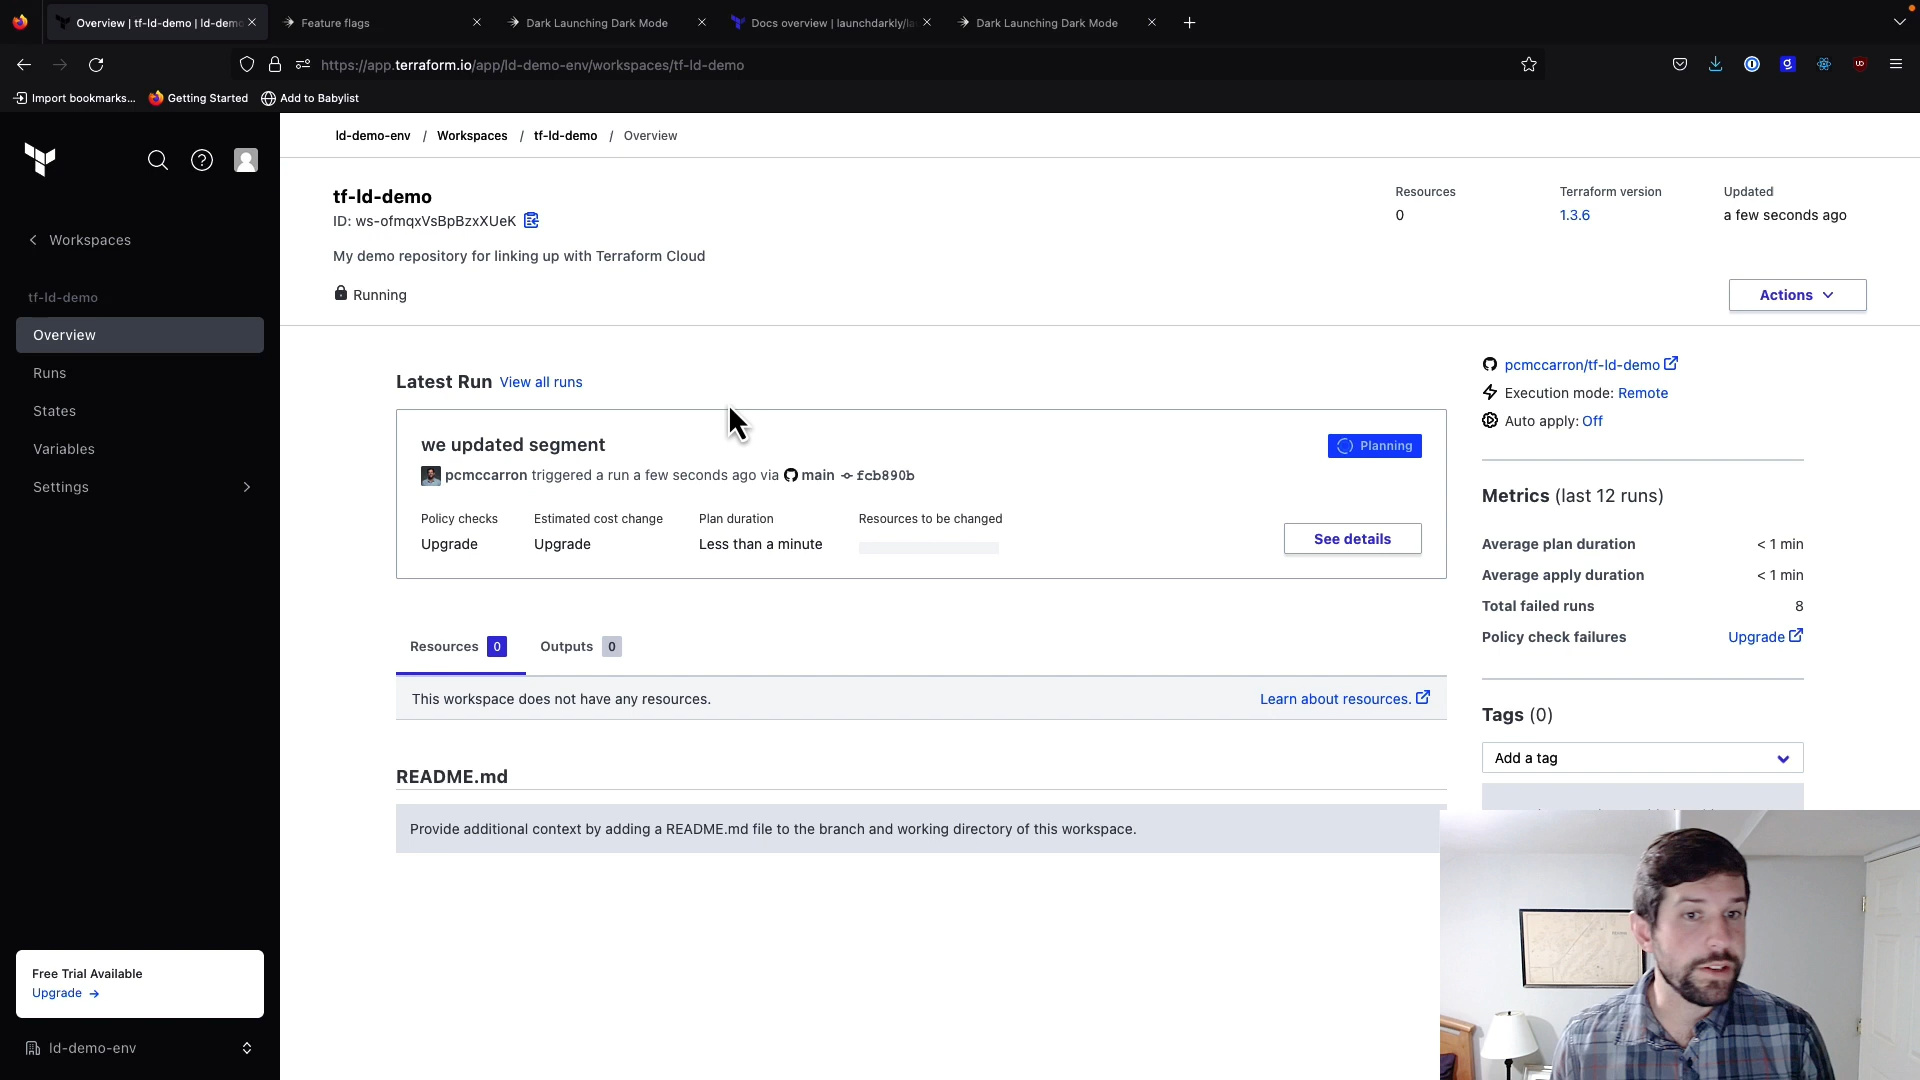 Overview | tf-ld-demo | ld-demo
Feature flags
Dark Launching Dark Mode
Docs overview | launchdarkly/la
Dark Launching Dark Mode
https://app.terraform.io/app/ld-demo-env/workspaces/tf-ld-demo
Import bookmarks...
Getting Started
Add to Babylist
ld-demo-env / Workspaces / tf-ld-demo / Overview
Workspaces
tf-ld-demo
Overview
Runs
States
Variables
Settings
Free Trial Available
Upgrade
ld-demo-env
tf-ld-demo
ID: ws-ofmqxVsBpBzxXUeK
My demo repository for linking up with Terraform Cloud
Running
Resources
0
Terraform version
1.3.6
Updated
a few seconds ago
Actions
Latest Run View all runs
we updated segment
Planning
pcmccarron triggered a run a few seconds ago via main fcb890b
Policy checks
Upgrade
Estimated cost change
Upgrade
Plan duration
Less than a minute
Resources to be changed
See details
Resources 0
Outputs 0
This workspace does not have any resources.
Learn about resources.
README.md
Provide additional context by adding a README.md file to the branch and working directory of this workspace.
pcmccarron/tf-ld-demo
Execution mode: Remote
Auto apply: Off
Metrics (last 12 runs)
Average plan duration < 1 min
Average apply duration < 1 min
Total failed runs 8
Policy check failures Upgrade
Tags (0)
Add a tag